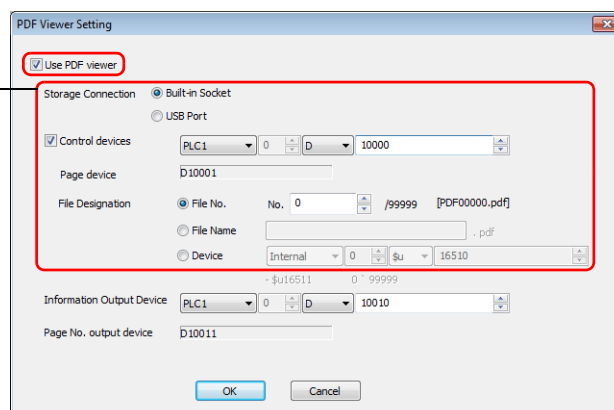 PDF Viewer Setting
Use PDF viewer
Storage Connection Built-in Socket
USB Port
Control devices PLC1 0 D 10000
Page device D10001
File Designation File No. No. 0 /99999 [PDF00000.pdf]
File Name . pdf
Device Internal 0 $u 16510
- $u16511 0 ~ 99999
Information Output Device PLC1 0 D 10010
Page No. output device D10011
OK Cancel